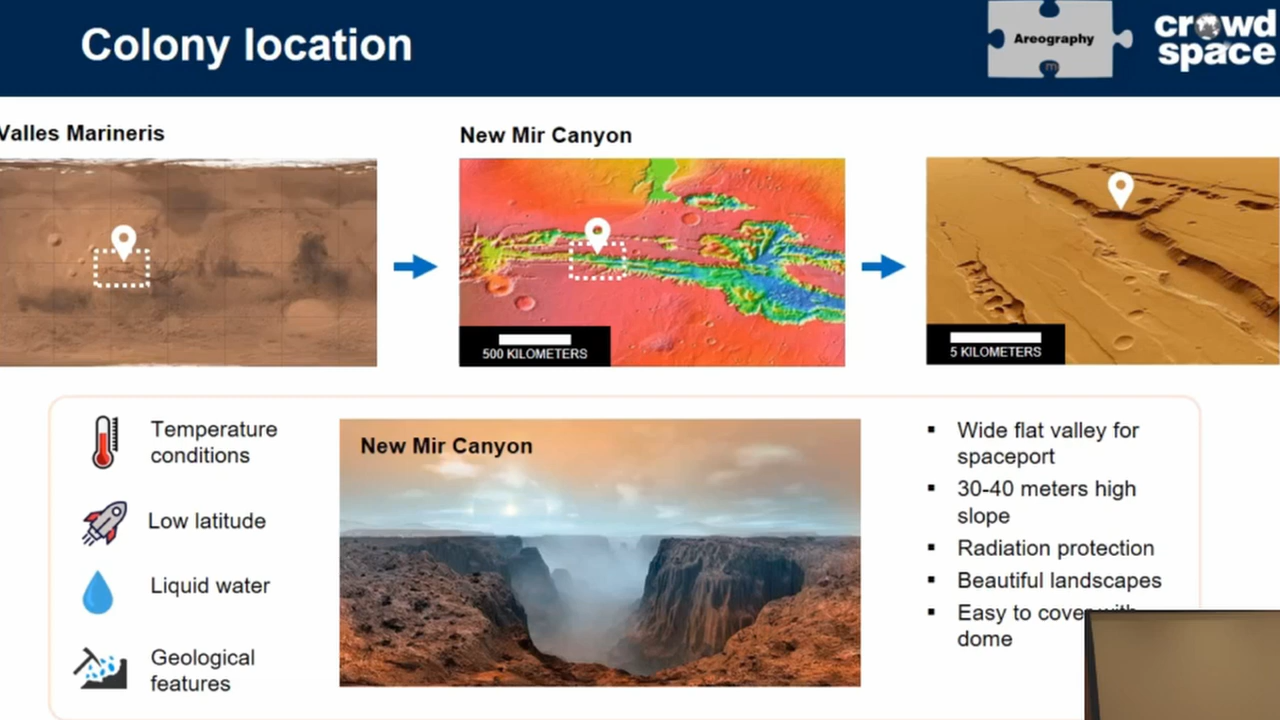 Colony location
Areography
m
crowd
space
Valles Marineris
New Mir Canyon
500 KILOMETERS
5 KILOMETERS
Temperature
conditions
Low latitude
Liquid water
Geological
features
New Mir Canyon
Wide flat valley for
spaceport
30-40 meters high
slope
Radiation protection
Beautiful landscapes
Easy to cover with
dome